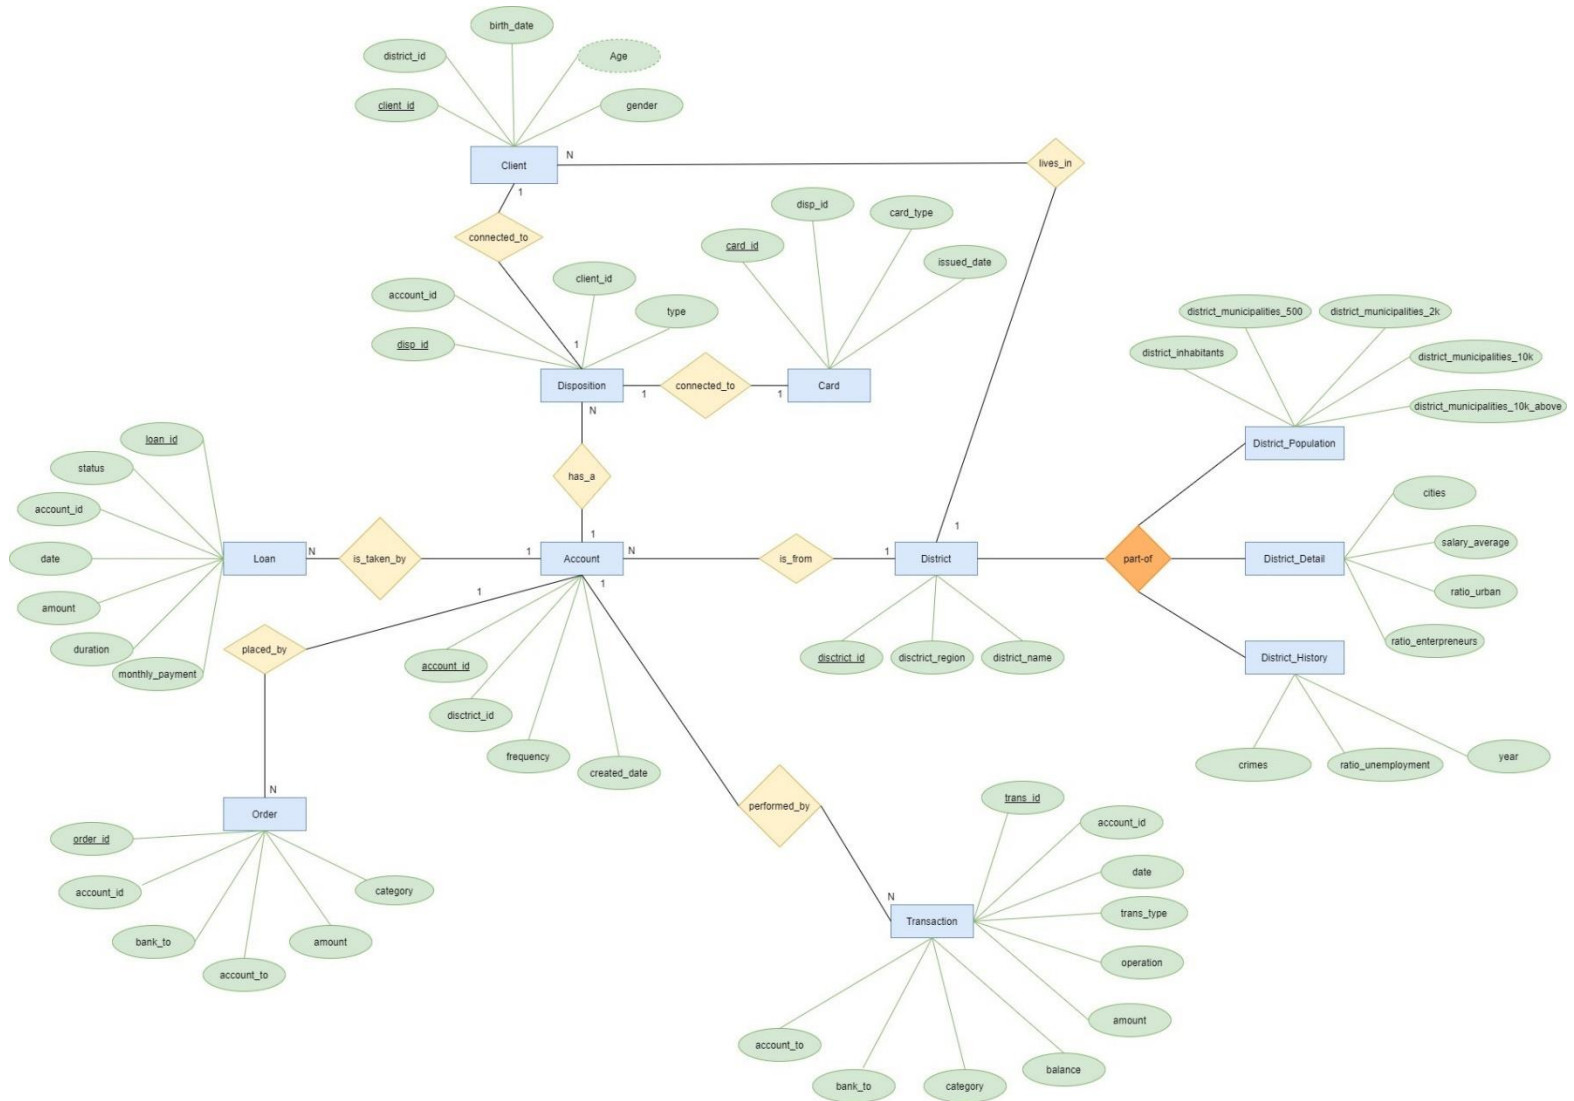 birth_date
district_id
Age
client_id
gender
Client
N
lives_in
1
connected_to
disp_id
card_type
card_id
issued_date
client_id
account_id
type
disp_id
1
Disposition
1
connected_to
1
Card
N
district_municipalities_500
district_municipalities_2k
district_inhabitants
district_municipalities_10k
district_municipalities_10k_above
District_Population
loan_id
status
account_id
date
amount
duration
monthly_payment
Loan
N
is_taken_by
1
has_a
1
Account
N
is_from
1
1
District
part-of
cities
salary_average
District_Detail
ratio_urban
ratio_enterpreneurs
1
1
placed_by
account_id
disctrict_id
frequency
created_date
disctrict_id
disctrict_region
district_name
District_History
crimes
ratio_unemployment
year
N
Order
order_id
account_id
bank_to
account_to
amount
category
performed_by
N
Transaction
trans_id
account_id
date
trans_type
operation
amount
balance
category
bank_to
account_to